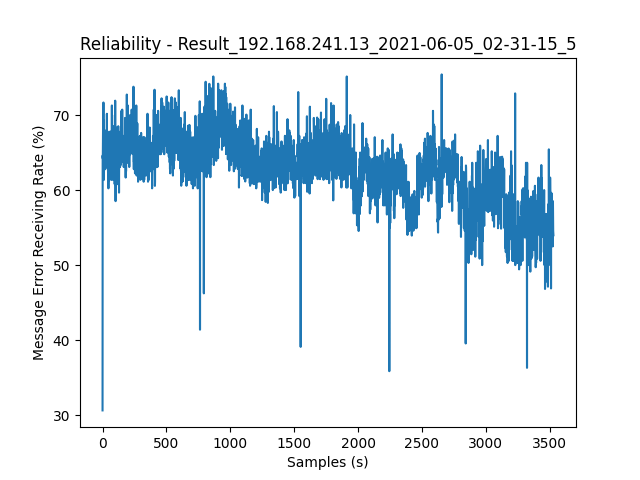 Reliability - Result_192.168.241.13_2021-06-05_02-31-15_5
Message Error Receiving Rate (%)
70
60
50
40
30
0 500 1000 1500 2000 2500 3000 3500
Samples (s)